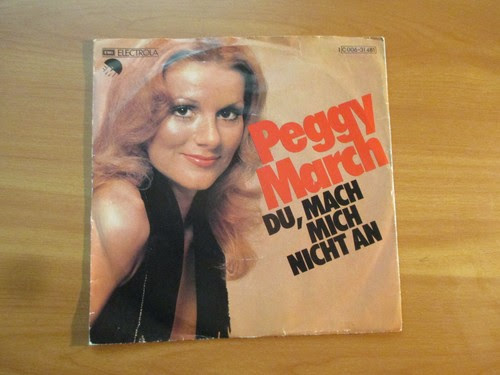 EMI ELECTROLA
Peggy
March
DU, MACH
MICH
NICHT AN